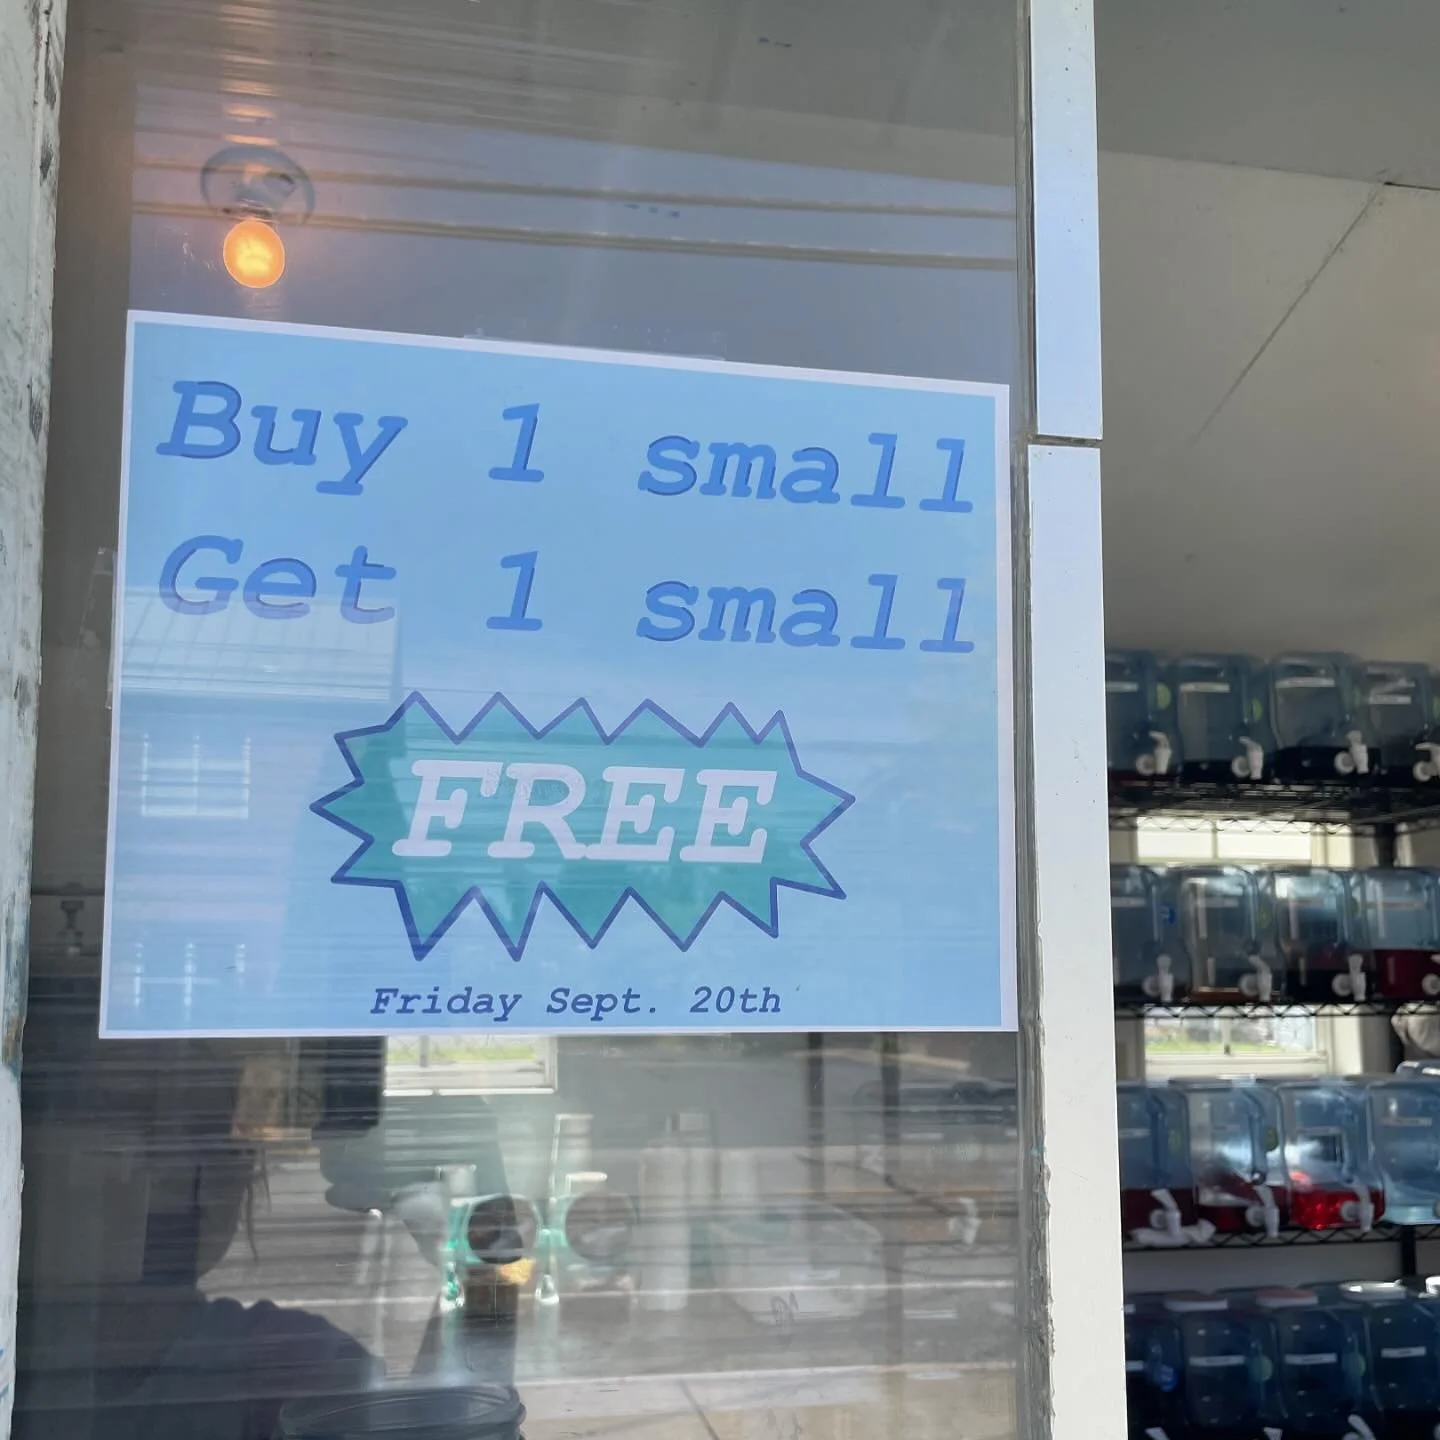 Buy 1 small
Get 1 small
FREE
Friday Sept. 20th